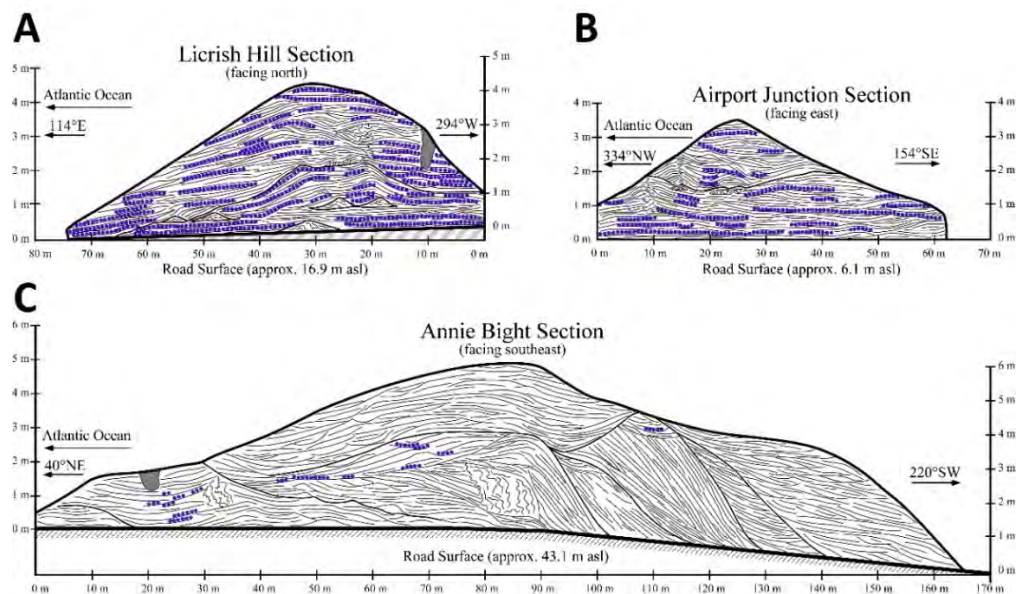 A
Licrish Hill Section
(facing north)
5 m
4 m
3 m
2 m
1 m
0 m
Atlantic Ocean
114°E
294°W
5 m
4 m
3 m
2 m
1 m
0 m
80 m 70 m 60 m 50 m 40 m 30 m 20 m 10 m 0 m
Road Surface (approx. 16.9 m asl)
B
Airport Junction Section
(facing east)
4 m
3 m
2 m
1 m
0 m
Atlantic Ocean
334°NW
154°SE
4 m
3 m
2 m
1 m
0 m
0 m 10 m 20 m 30 m 40 m 50 m 60 m 70 m
Road Surface (approx. 6.1 m asl)
C
Annie Bight Section
(facing southeast)
6 m
5 m
4 m
3 m
2 m
1 m
0 m
Atlantic Ocean
40°NE
220°SW
6 m
5 m
4 m
3 m
2 m
1 m
0 m
Road Surface (approx. 43.1 m asl)
0 m 10 m 20 m 30 m 40 m 50 m 60 m 70 m 80 m 90 m 100 m 110 m 120 m 130 m 140 m 150 m 160 m 170 m